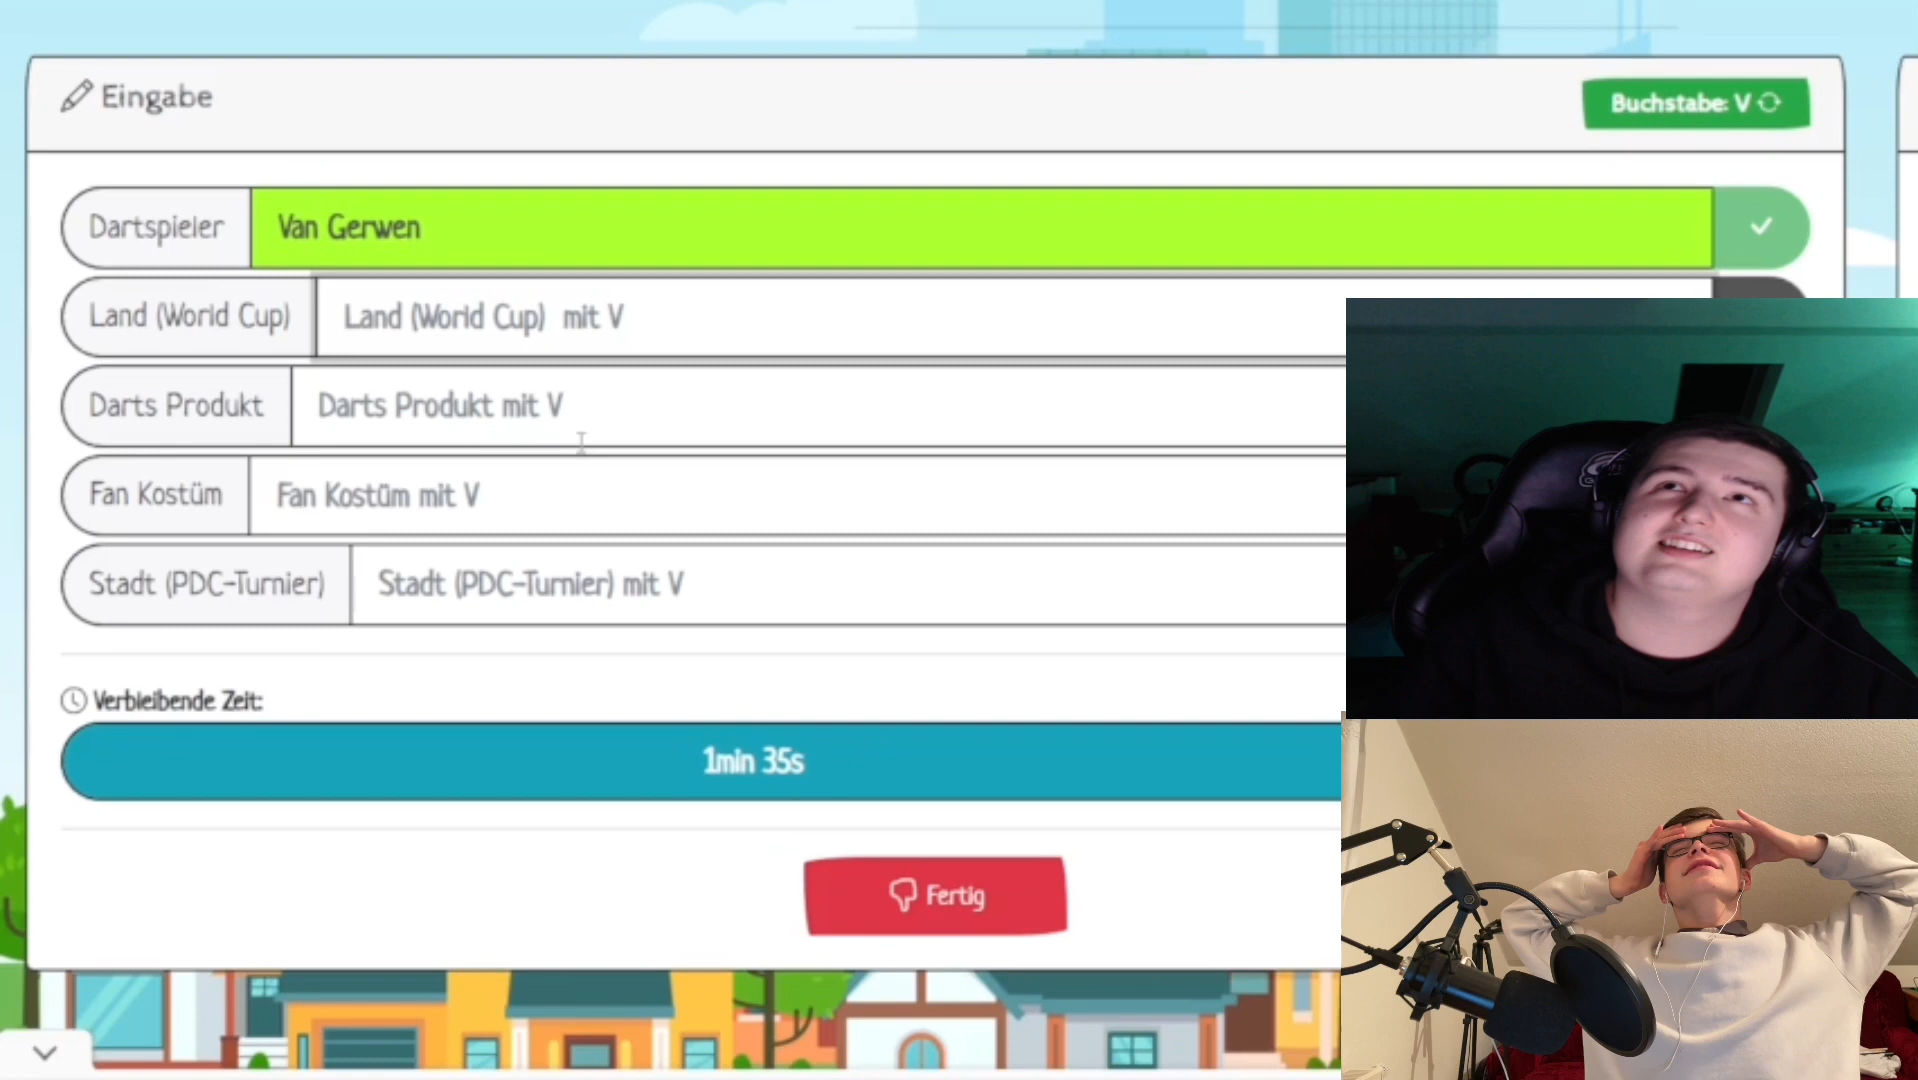 Eingabe
Buchstabe: V
Dartspieler
Van Gerwen
Land (World Cup)
Land (World Cup) mit V
Darts Produkt
Darts Produkt mit V
Fan Kostüm
Fan Kostüm mit V
Stadt (PDC-Turnier)
Stadt (PDC-Turnier) mit V
Verbleibende Zeit:
1min 35s
Fertig